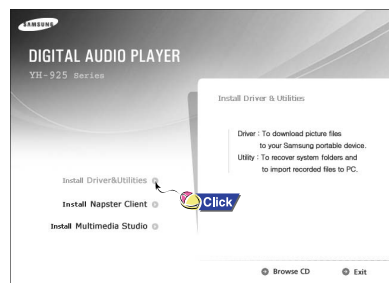 SAMSUNG
DIGITAL AUDIO PLAYER
YH-925 Series
Install Driver & Utilities
Driver : To download picture files
to your Samsung portable device.
Utility : To recover system folders and
to import recorded files to PC.
Install Driver&Utilities
Install Napster Client
Click
Install Multimedia Studio
Browse CD
Exit